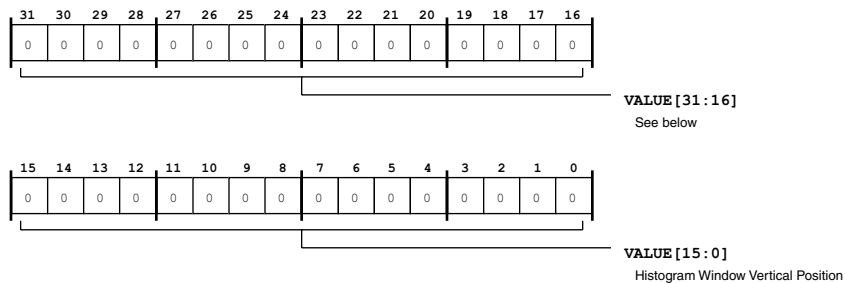 31 30 29 28 27 26 25 24 23 22 21 20 19 18 17 16
0 0 0 0 0 0 0 0 0 0 0 0 0 0 0 0
VALUE[31:16]
See below
15 14 13 12 11 10 9 8 7 6 5 4 3 2 1 0
0 0 0 0 0 0 0 0 0 0 0 0 0 0 0 0
VALUE[15:0]
Histogram Window Vertical Position